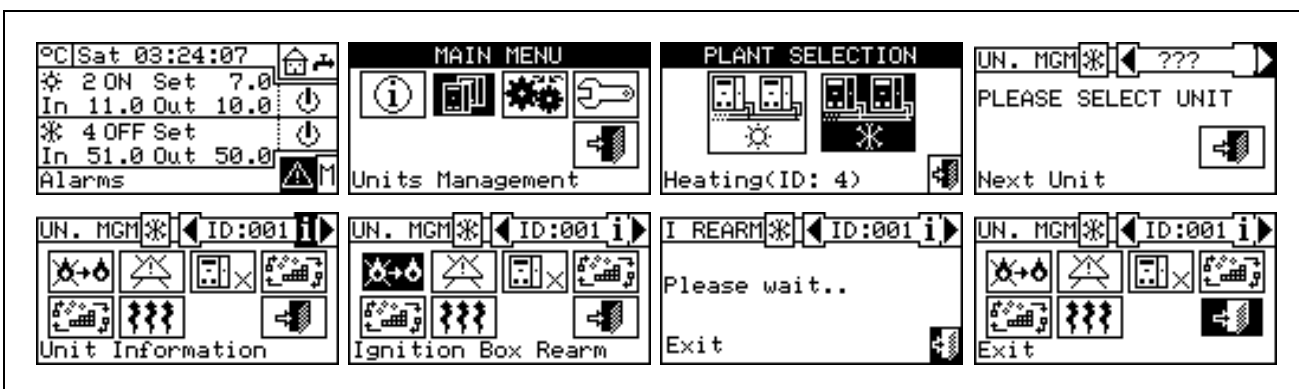 ºC Sat 03:24:07
2 ON Set 7.0
In 11.0 Out 10.0
4 OFF Set
In 51.0 Out 50.0
Alarms M
MAIN MENU
Units Management
PLANT SELECTION
Heating(ID: 4)
UN. MGM ???
PLEASE SELECT UNIT
Next Unit
UN. MGM ID:001 i
Unit Information
UN. MGM ID:001 i
Ignition Box Rearm
I REARM ID:001 i
Please wait..
Exit
UN. MGM ID:001 i
Exit